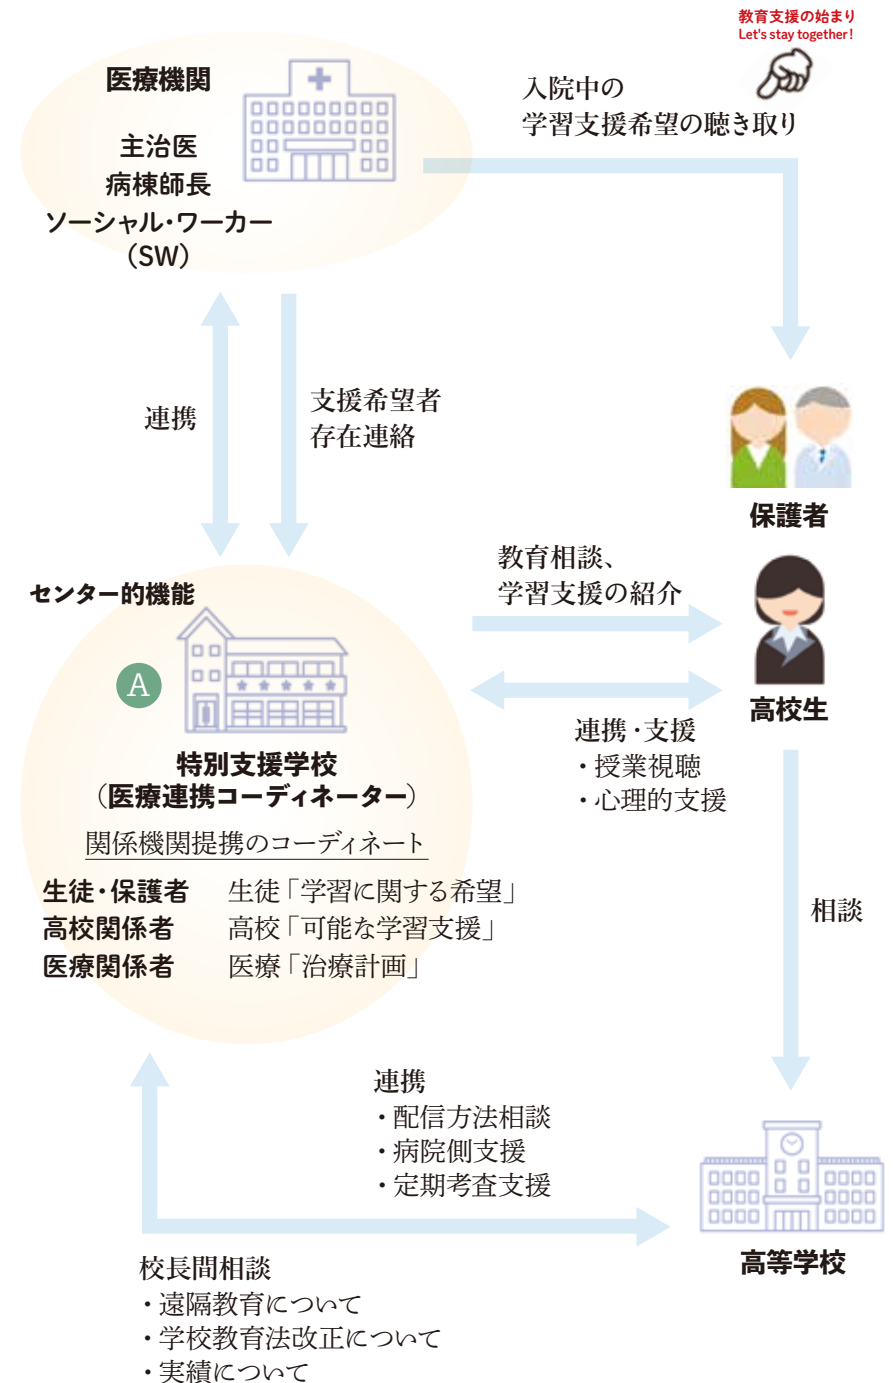 教育支援の始まり
Let's stay together!
医療機関
主治医
病棟師長
ソーシャル・ワーカー
（SW）
入院中の
学習支援希望の聴き取り
連携
支援希望者
存在連絡
保護者
センター的機能
A
特別支援学校
（医療連携コーディネーター）
関係機関提携のコーディネート
生徒・保護者 生徒「学習に関する希望」
高校関係者 高校「可能な学習支援」
医療関係者 医療「治療計画」
教育相談、
学習支援の紹介
高校生
連携・支援
・授業視聴
・心理的支援
相談
連携
・配信方法相談
・病院側支援
・定期考査支援
高等学校
校長間相談
・遠隔教育について
・学校教育法改正について
・実績について